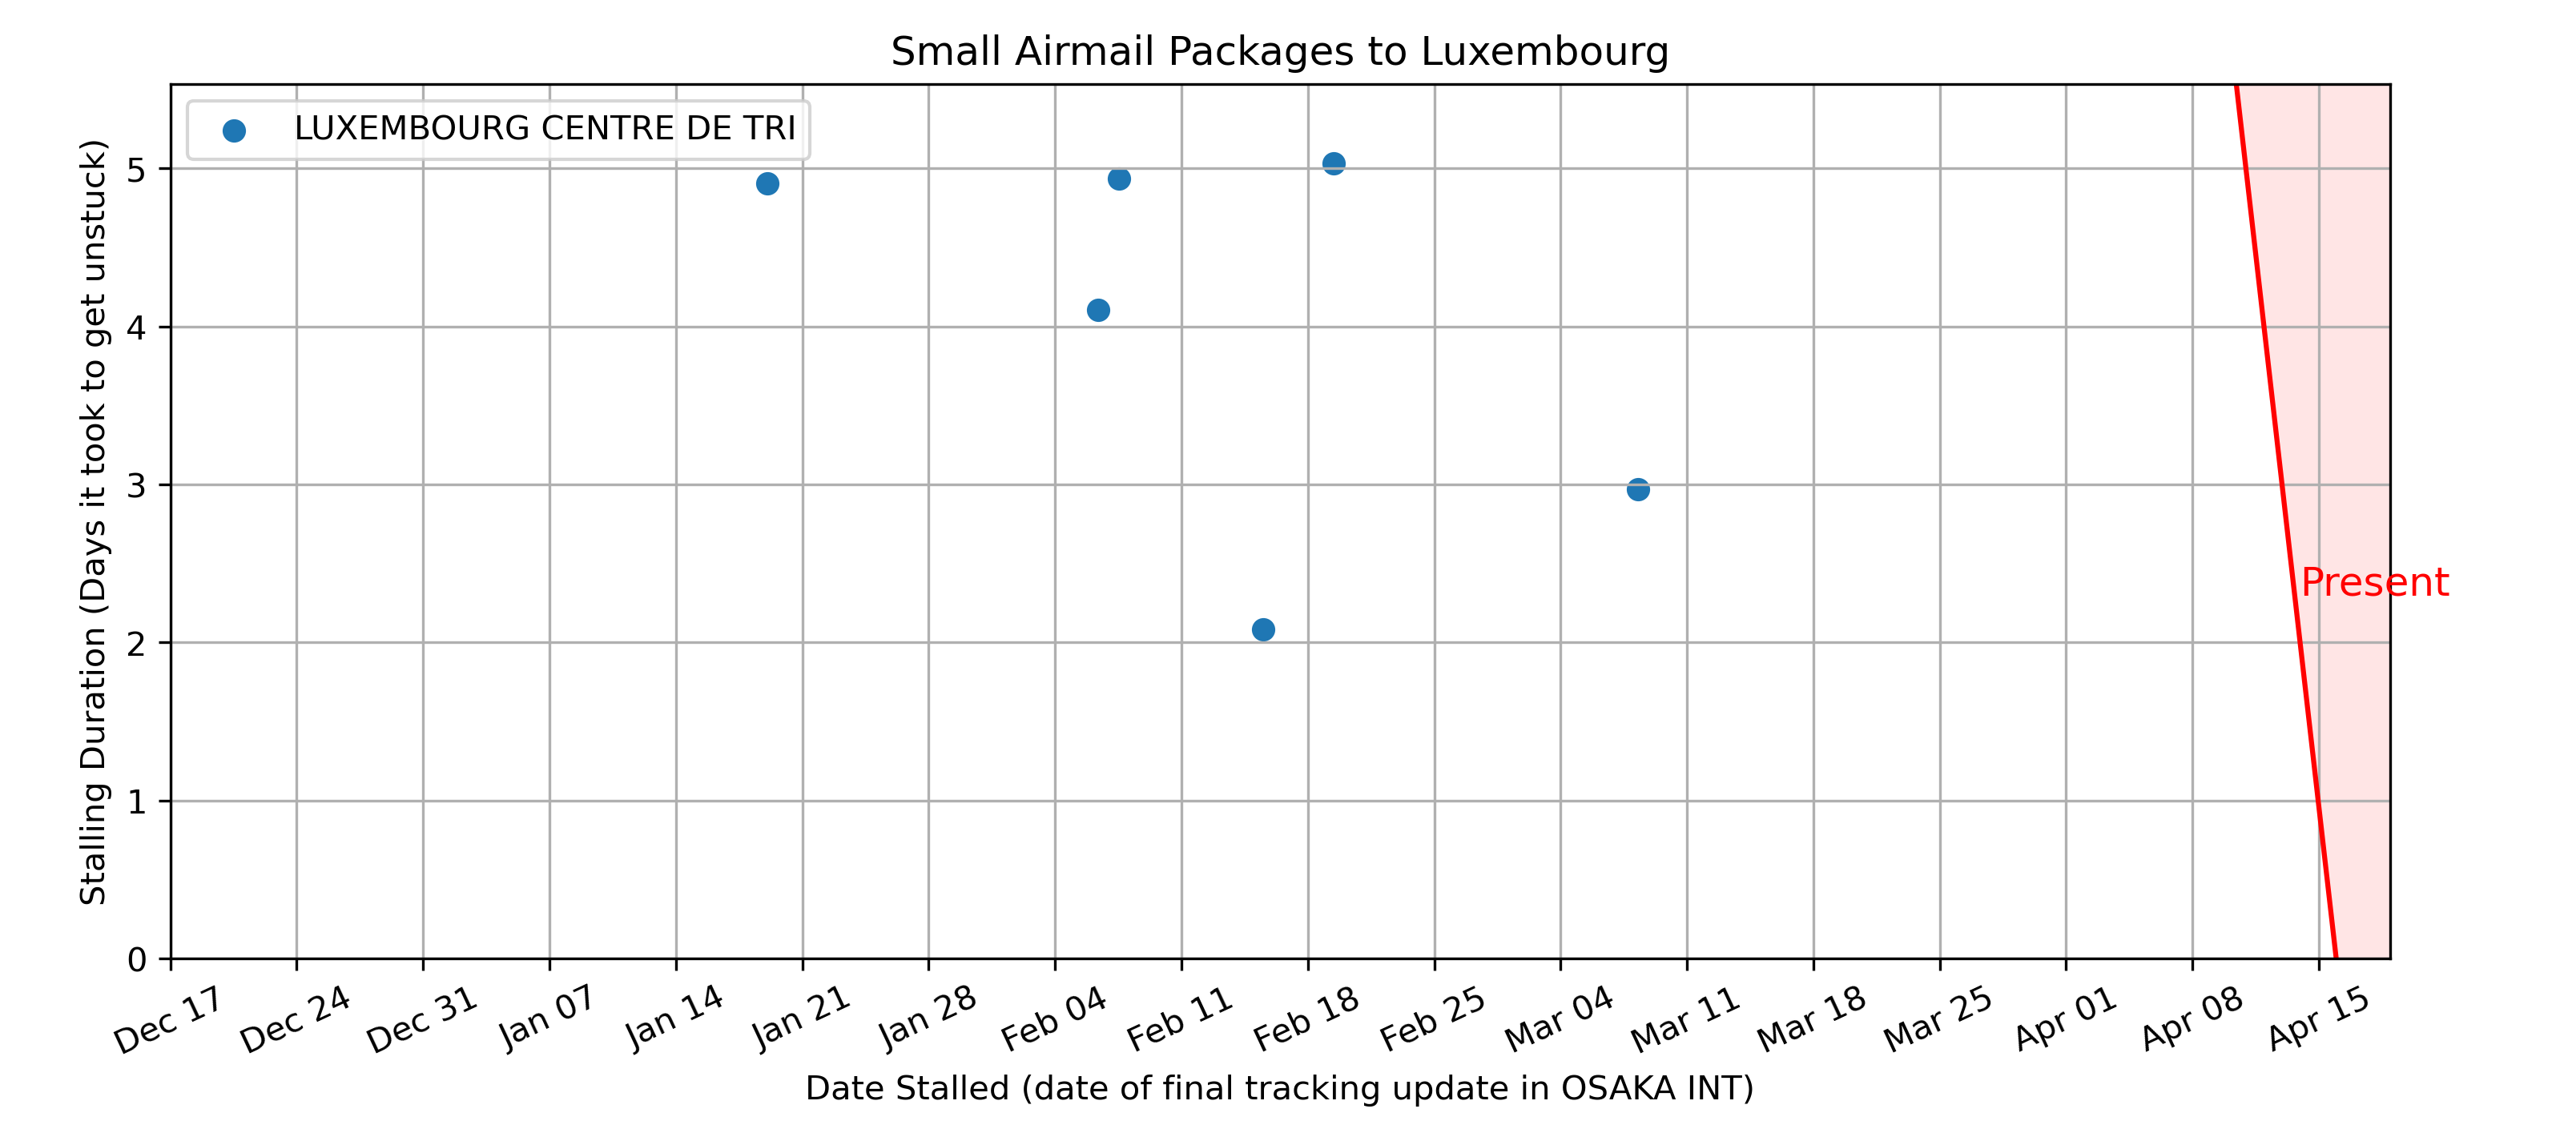 Small Airmail Packages to Luxembourg
LUXEMBOURG CENTRE DE TRI
Stalling Duration (Days it took to get unstuck)
5
4
3
2
1
0
Present
Dec 17 Dec 24 Dec 31 Jan 07 Jan 14 Jan 21 Jan 28 Feb 04 Feb 11 Feb 18 Feb 25 Mar 04 Mar 11 Mar 18 Mar 25 Apr 01 Apr 08 Apr 15
Date Stalled (date of final tracking update in OSAKA INT)